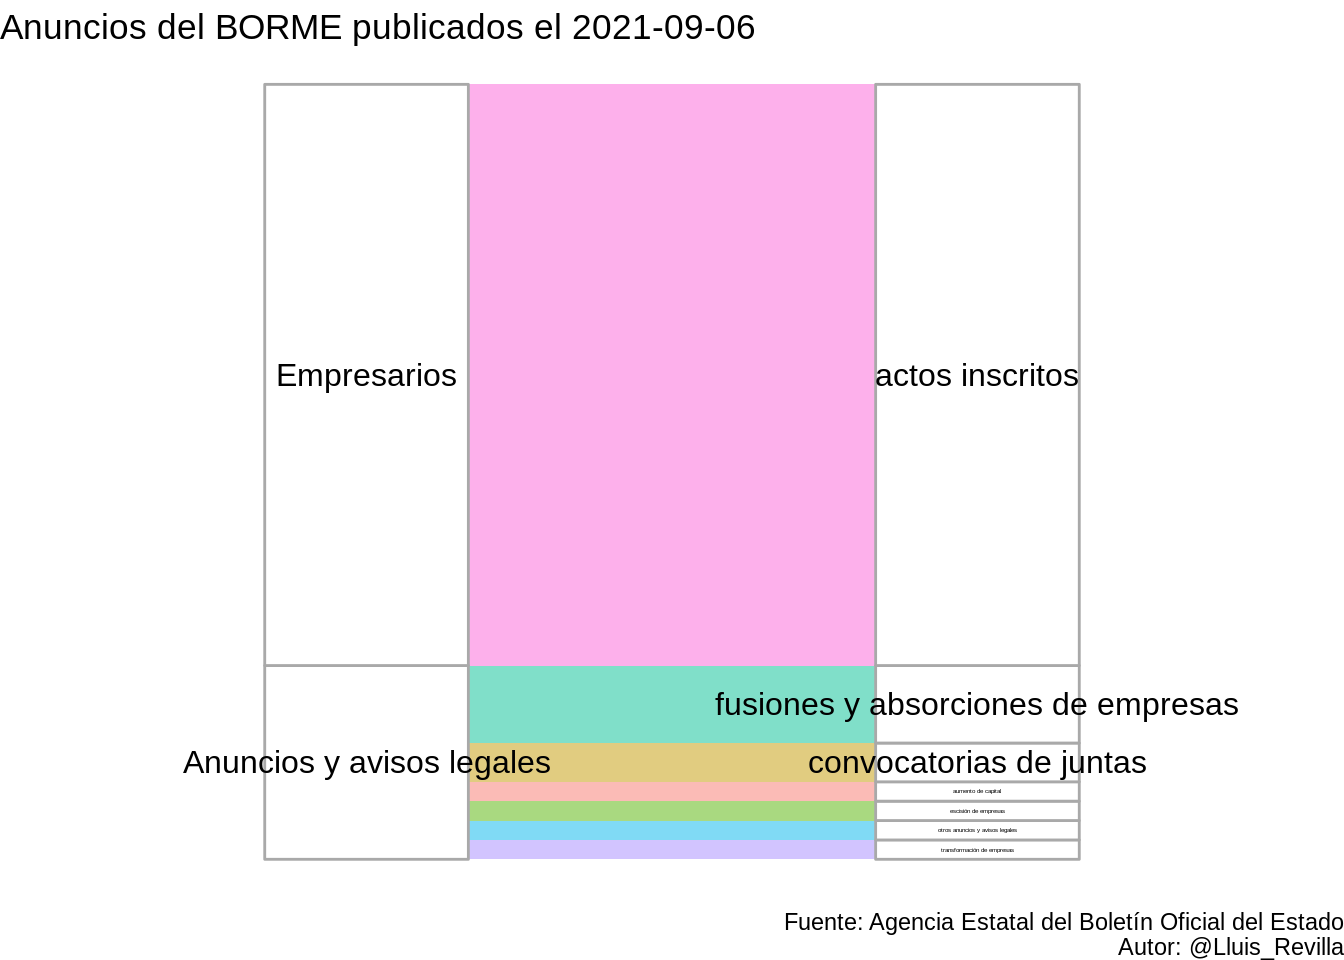 Anuncios del BORME publicados el 2021-09-06
Empresarios
actos inscritos
fusiones y absorciones de empresas
Anuncios y avisos legales
convocatorias de juntas
aumento de capital
escisión de empresas
otros anuncios y avisos legales
transformación de empresas
Fuente: Agencia Estatal del Boletín Oficial del Estado
Autor: @Lluis_Revilla